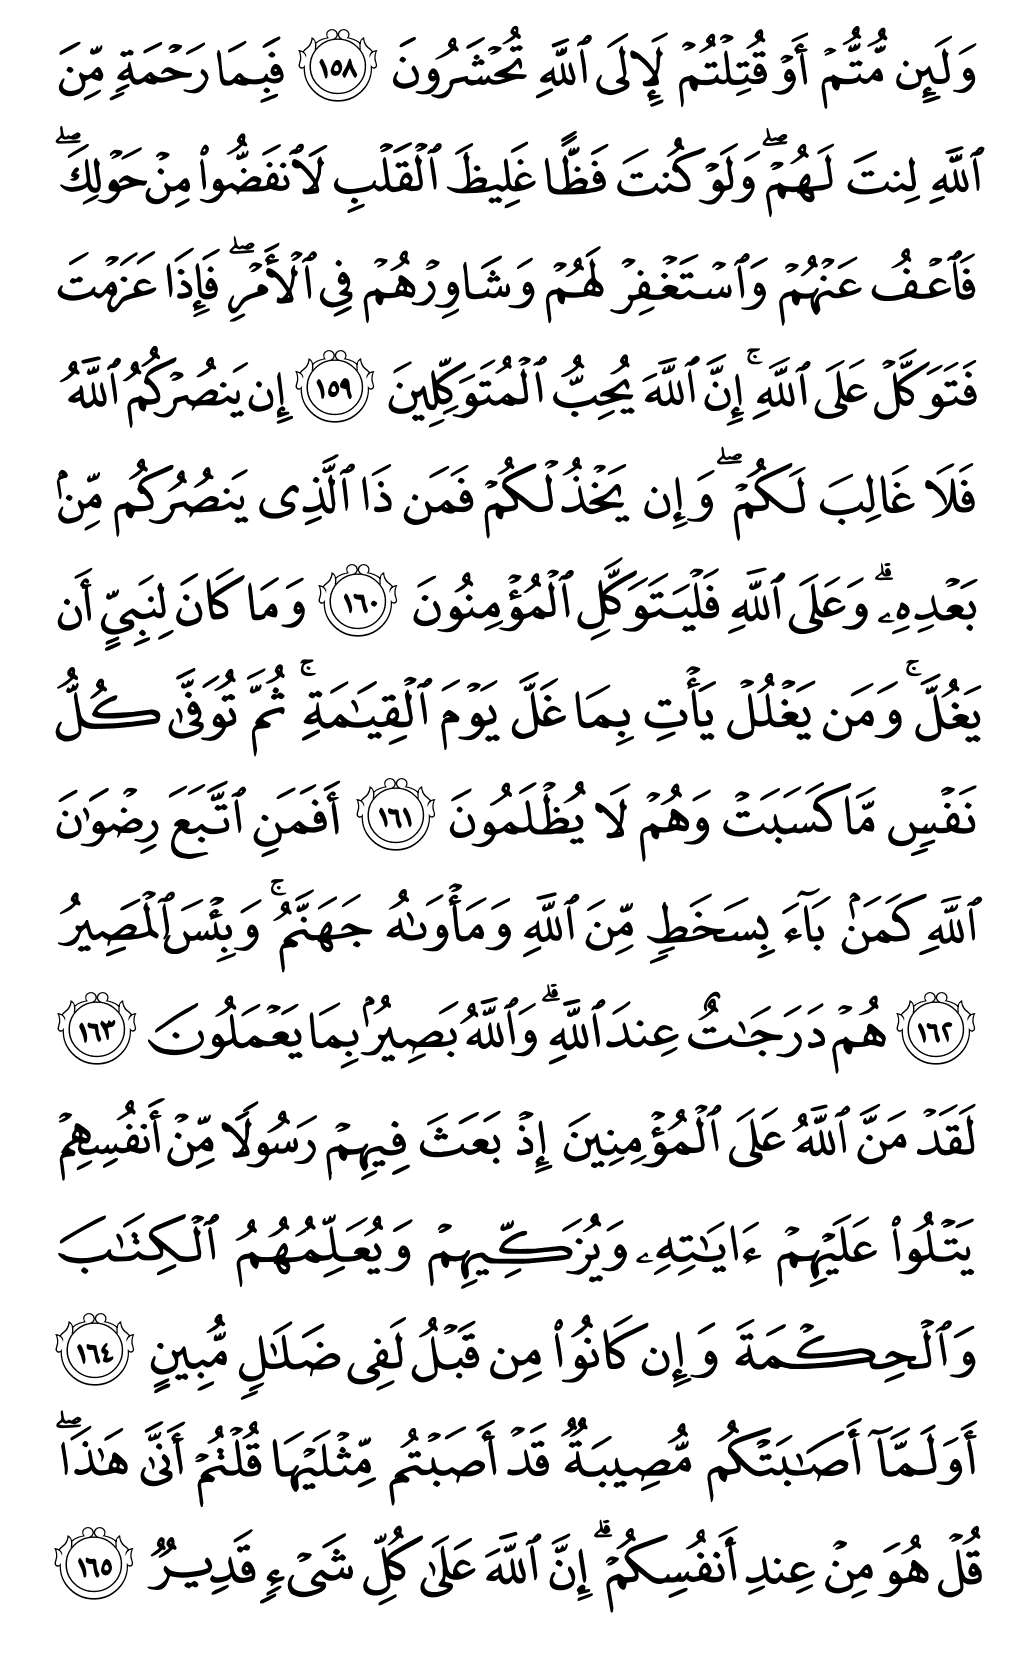 وَلَئِن مُّتُّمْ أَوْ قُتِلْتُمْ لَإِلَى ٱللَّهِ تُحْشَرُونَ ١٥٨ فَبِمَا رَحْمَةٍ مِّنَ
ٱللَّهِ لِنتَ لَهُمْ ۖ وَلَوْ كُنتَ فَظًّا غَلِيظَ ٱلْقَلْبِ لَٱنفَضُّوا۟ مِنْ حَوْلِكَ ۖ
فَٱعْفُ عَنْهُمْ وَٱسْتَغْفِرْ لَهُمْ وَشَاوِرْهُمْ فِى ٱلْأَمْرِ ۖ فَإِذَا عَزَمْتَ
فَتَوَكَّلْ عَلَى ٱللَّهِ ۚ إِنَّ ٱللَّهَ يُحِبُّ ٱلْمُتَوَكِّلِينَ ١٥٩ إِن يَنصُرْكُمُ ٱللَّهُ
فَلَا غَالِبَ لَكُمْ ۖ وَإِن يَخْذُلْكُمْ فَمَن ذَا ٱلَّذِى يَنصُرُكُم مِّنۢ
بَعْدِهِۦ ۗ وَعَلَى ٱللَّهِ فَلْيَتَوَكَّلِ ٱلْمُؤْمِنُونَ ١٦٠ وَمَا كَانَ لِنَبِىٍّ أَن
يَغُلَّ ۚ وَمَن يَغْلُلْ يَأْتِ بِمَا غَلَّ يَوْمَ ٱلْقِيَـٰمَةِ ۚ ثُمَّ تُوَفَّىٰ كُلُّ
نَفْسٍ مَّا كَسَبَتْ وَهُمْ لَا يُظْلَمُونَ ١٦١ أَفَمَنِ ٱتَّبَعَ رِضْوَٰنَ
ٱللَّهِ كَمَنۢ بَآءَ بِسَخَطٍ مِّنَ ٱللَّهِ وَمَأْوَىٰهُ جَهَنَّمُ ۚ وَبِئْسَ ٱلْمَصِيرُ
١٦٢ هُمْ دَرَجَـٰتٌ عِندَ ٱللَّهِ ۗ وَٱللَّهُ بَصِيرٌۢ بِمَا يَعْمَلُونَ ١٦٣
لَقَدْ مَنَّ ٱللَّهُ عَلَى ٱلْمُؤْمِنِينَ إِذْ بَعَثَ فِيهِمْ رَسُولًا مِّنْ أَنفُسِهِمْ
يَتْلُوا۟ عَلَيْهِمْ ءَايَـٰتِهِۦ وَيُزَكِّيهِمْ وَيُعَلِّمُهُمُ ٱلْكِتَـٰبَ
وَٱلْحِكْمَةَ وَإِن كَانُوا۟ مِن قَبْلُ لَفِى ضَلَـٰلٍ مُّبِينٍ ١٦٤
أَوَلَمَّآ أَصَـٰبَتْكُم مُّصِيبَةٌ قَدْ أَصَبْتُم مِّثْلَيْهَا قُلْتُمْ أَنَّىٰ هَـٰذَا ۖ
قُلْ هُوَ مِنْ عِندِ أَنفُسِكُمْ ۗ إِنَّ ٱللَّهَ عَلَىٰ كُلِّ شَىْءٍ قَدِيرٌ ١٦٥